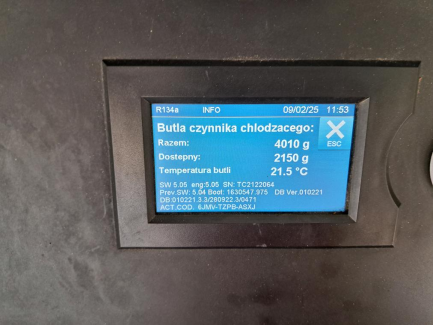 R134a INFO 09/02/25 11:53
Butla czynnika chlodzacego:
Razem: 4010 g
ESC
Dostepny: 2150 g
Temperatura butli 21.5 °C
SW 5.05 eng:5.05 SN: TC2122064
Prev.SW: 5.04 Boot: 1630547.975 DB Ver.010221
DB:010221.3.3/280922.3/0471
ACT.COD. 6JMV-TZPB-ASXJ